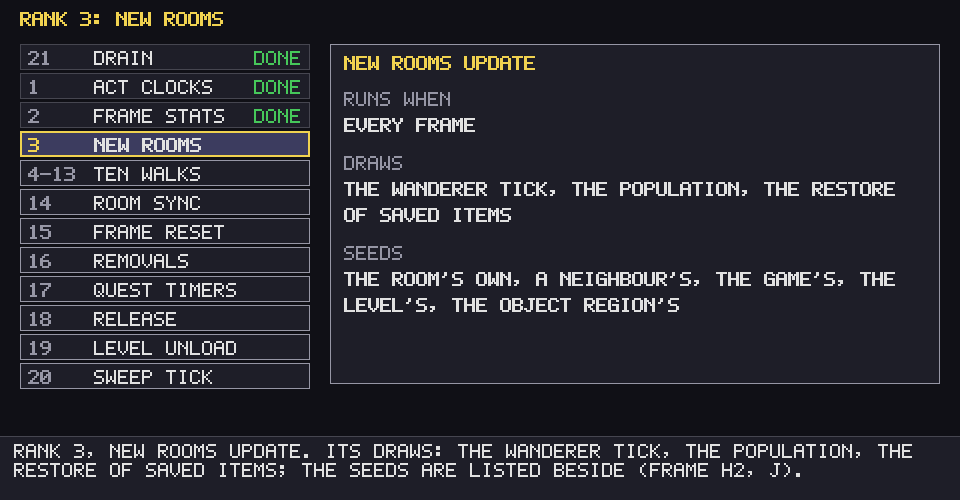 RANK 3: NEW ROOMS
21 DRAIN DONE
1 ACT CLOCKS DONE
2 FRAME STATS DONE
3 NEW ROOMS
4–13 TEN WALKS
14 ROOM SYNC
15 FRAME RESET
16 REMOVALS
17 QUEST TIMERS
18 RELEASE
19 LEVEL UNLOAD
20 SWEEP TICK
NEW ROOMS UPDATE
RUNS WHEN
EVERY FRAME
DRAWS
THE WANDERER TICK, THE POPULATION, THE RESTORE
OF SAVED ITEMS
SEEDS
THE ROOM'S OWN, A NEIGHBOUR'S, THE GAME'S, THE
LEVEL'S, THE OBJECT REGION'S
RANK 3, NEW ROOMS UPDATE. ITS DRAWS: THE WANDERER TICK, THE POPULATION, THE
RESTORE OF SAVED ITEMS; THE SEEDS ARE LISTED BESIDE (FRAME H2, J).